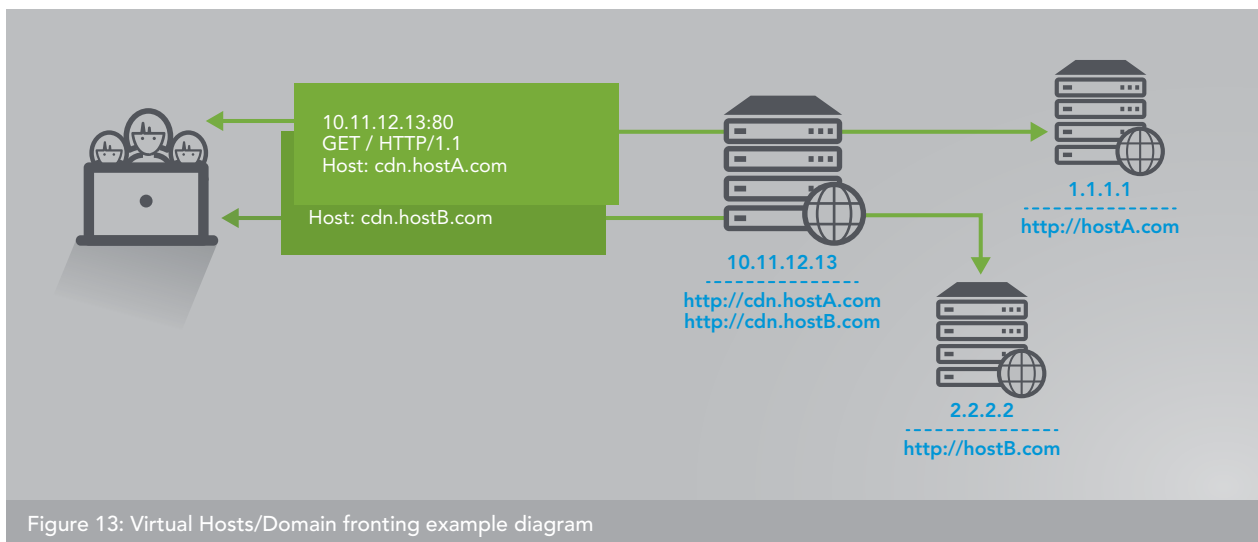 10.11.12.13:80
GET / HTTP/1.1
Host: cdn.hostA.com
Host: cdn.hostB.com
10.11.12.13
http://cdn.hostA.com
http://cdn.hostB.com
1.1.1.1
http://hostA.com
2.2.2.2
http://hostB.com
Figure 13: Virtual Hosts/Domain fronting example diagram